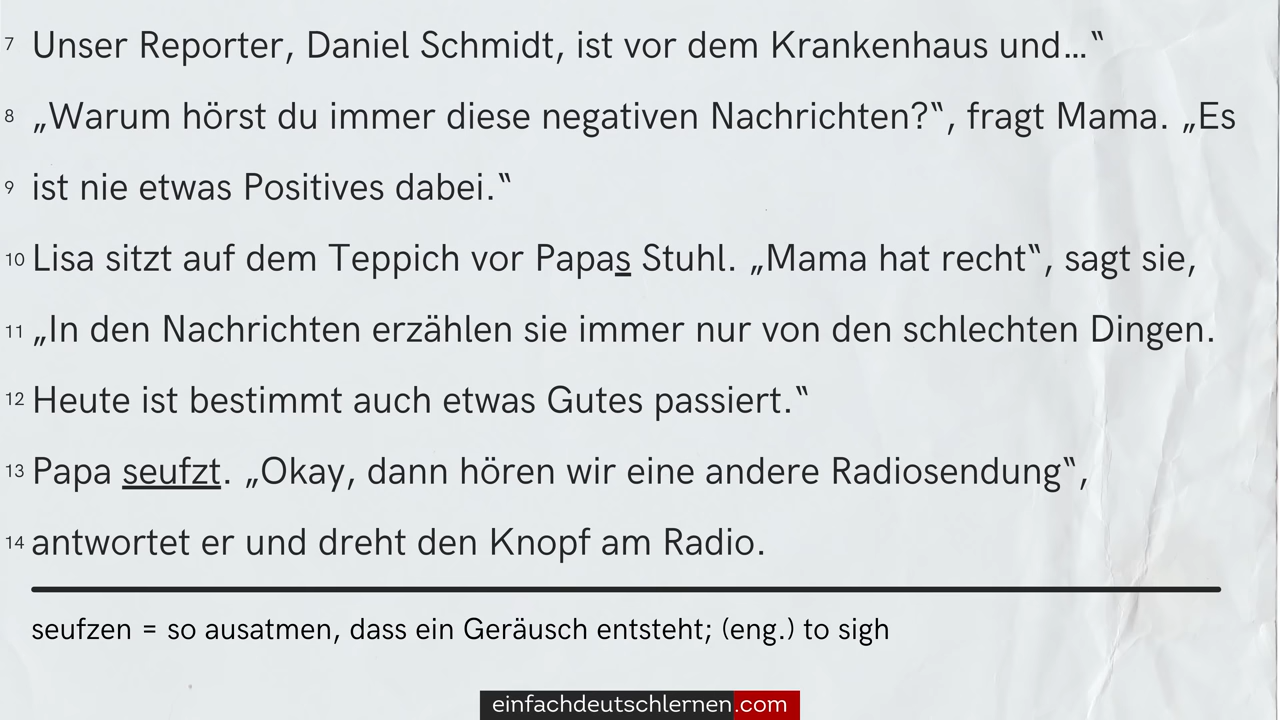 7 Unser Reporter, Daniel Schmidt, ist vor dem Krankenhaus und…‟
8 „Warum hörst du immer diese negativen Nachrichten?‟, fragt Mama. „Es
9 ist nie etwas Positives dabei.‟
10 Lisa sitzt auf dem Teppich vor Papas Stuhl. „Mama hat recht‟, sagt sie,
11 „In den Nachrichten erzählen sie immer nur von den schlechten Dingen.
12 Heute ist bestimmt auch etwas Gutes passiert.‟
13 Papa seufzt. „Okay, dann hören wir eine andere Radiosendung‟,
14 antwortet er und dreht den Knopf am Radio.
seufzen = so ausatmen, dass ein Geräusch entsteht; (eng.) to sigh
einfachdeutschlernen.com